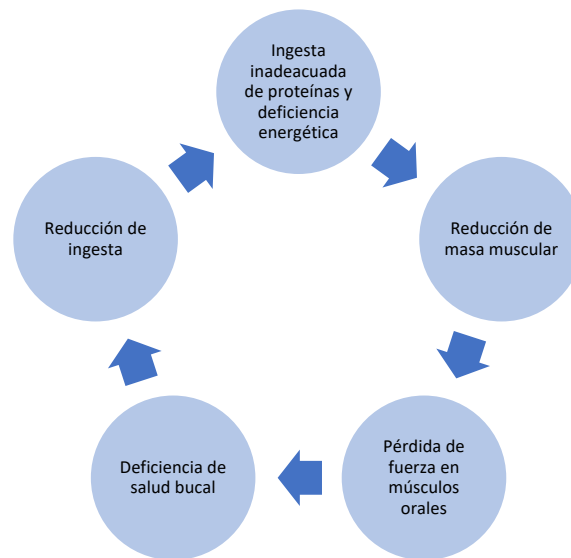 Ingesta
inadeacuada
de proteínas y
deficiencia
energética
Reducción de
masa muscular
Pérdida de
fuerza en
músculos
orales
Deficiencia de
salud bucal
Reducción de
ingesta